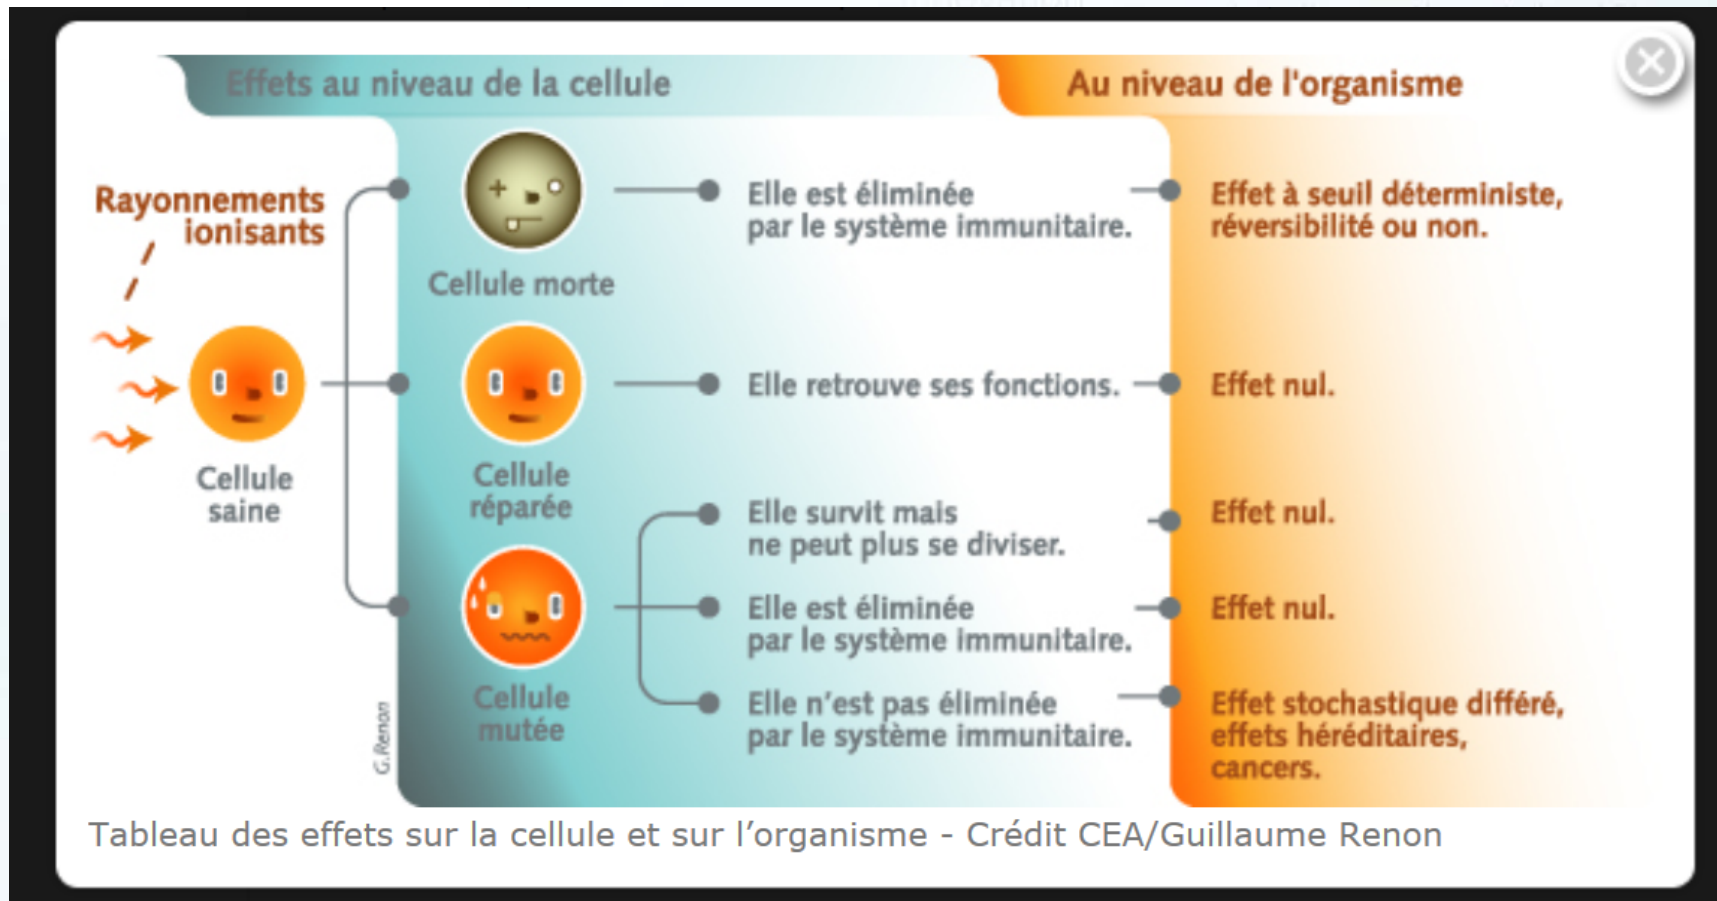 Effets au niveau de la cellule
Au niveau de l'organisme
Rayonnements
ionisants
Cellule
saine
Cellule morte
Elle est éliminée
par le système immunitaire.
Effet à seuil déterministe,
réversibilité ou non.
Cellule
réparée
Elle retrouve ses fonctions.
Effet nul.
Cellule
mutée
Elle survit mais
ne peut plus se diviser.
Effet nul.
Elle est éliminée
par le système immunitaire.
Effet nul.
Elle n'est pas éliminée
par le système immunitaire.
Effet stochastique différé,
effets héréditaires,
cancers.
G.Renon
Tableau des effets sur la cellule et sur l’organisme - Crédit CEA/Guillaume Renon